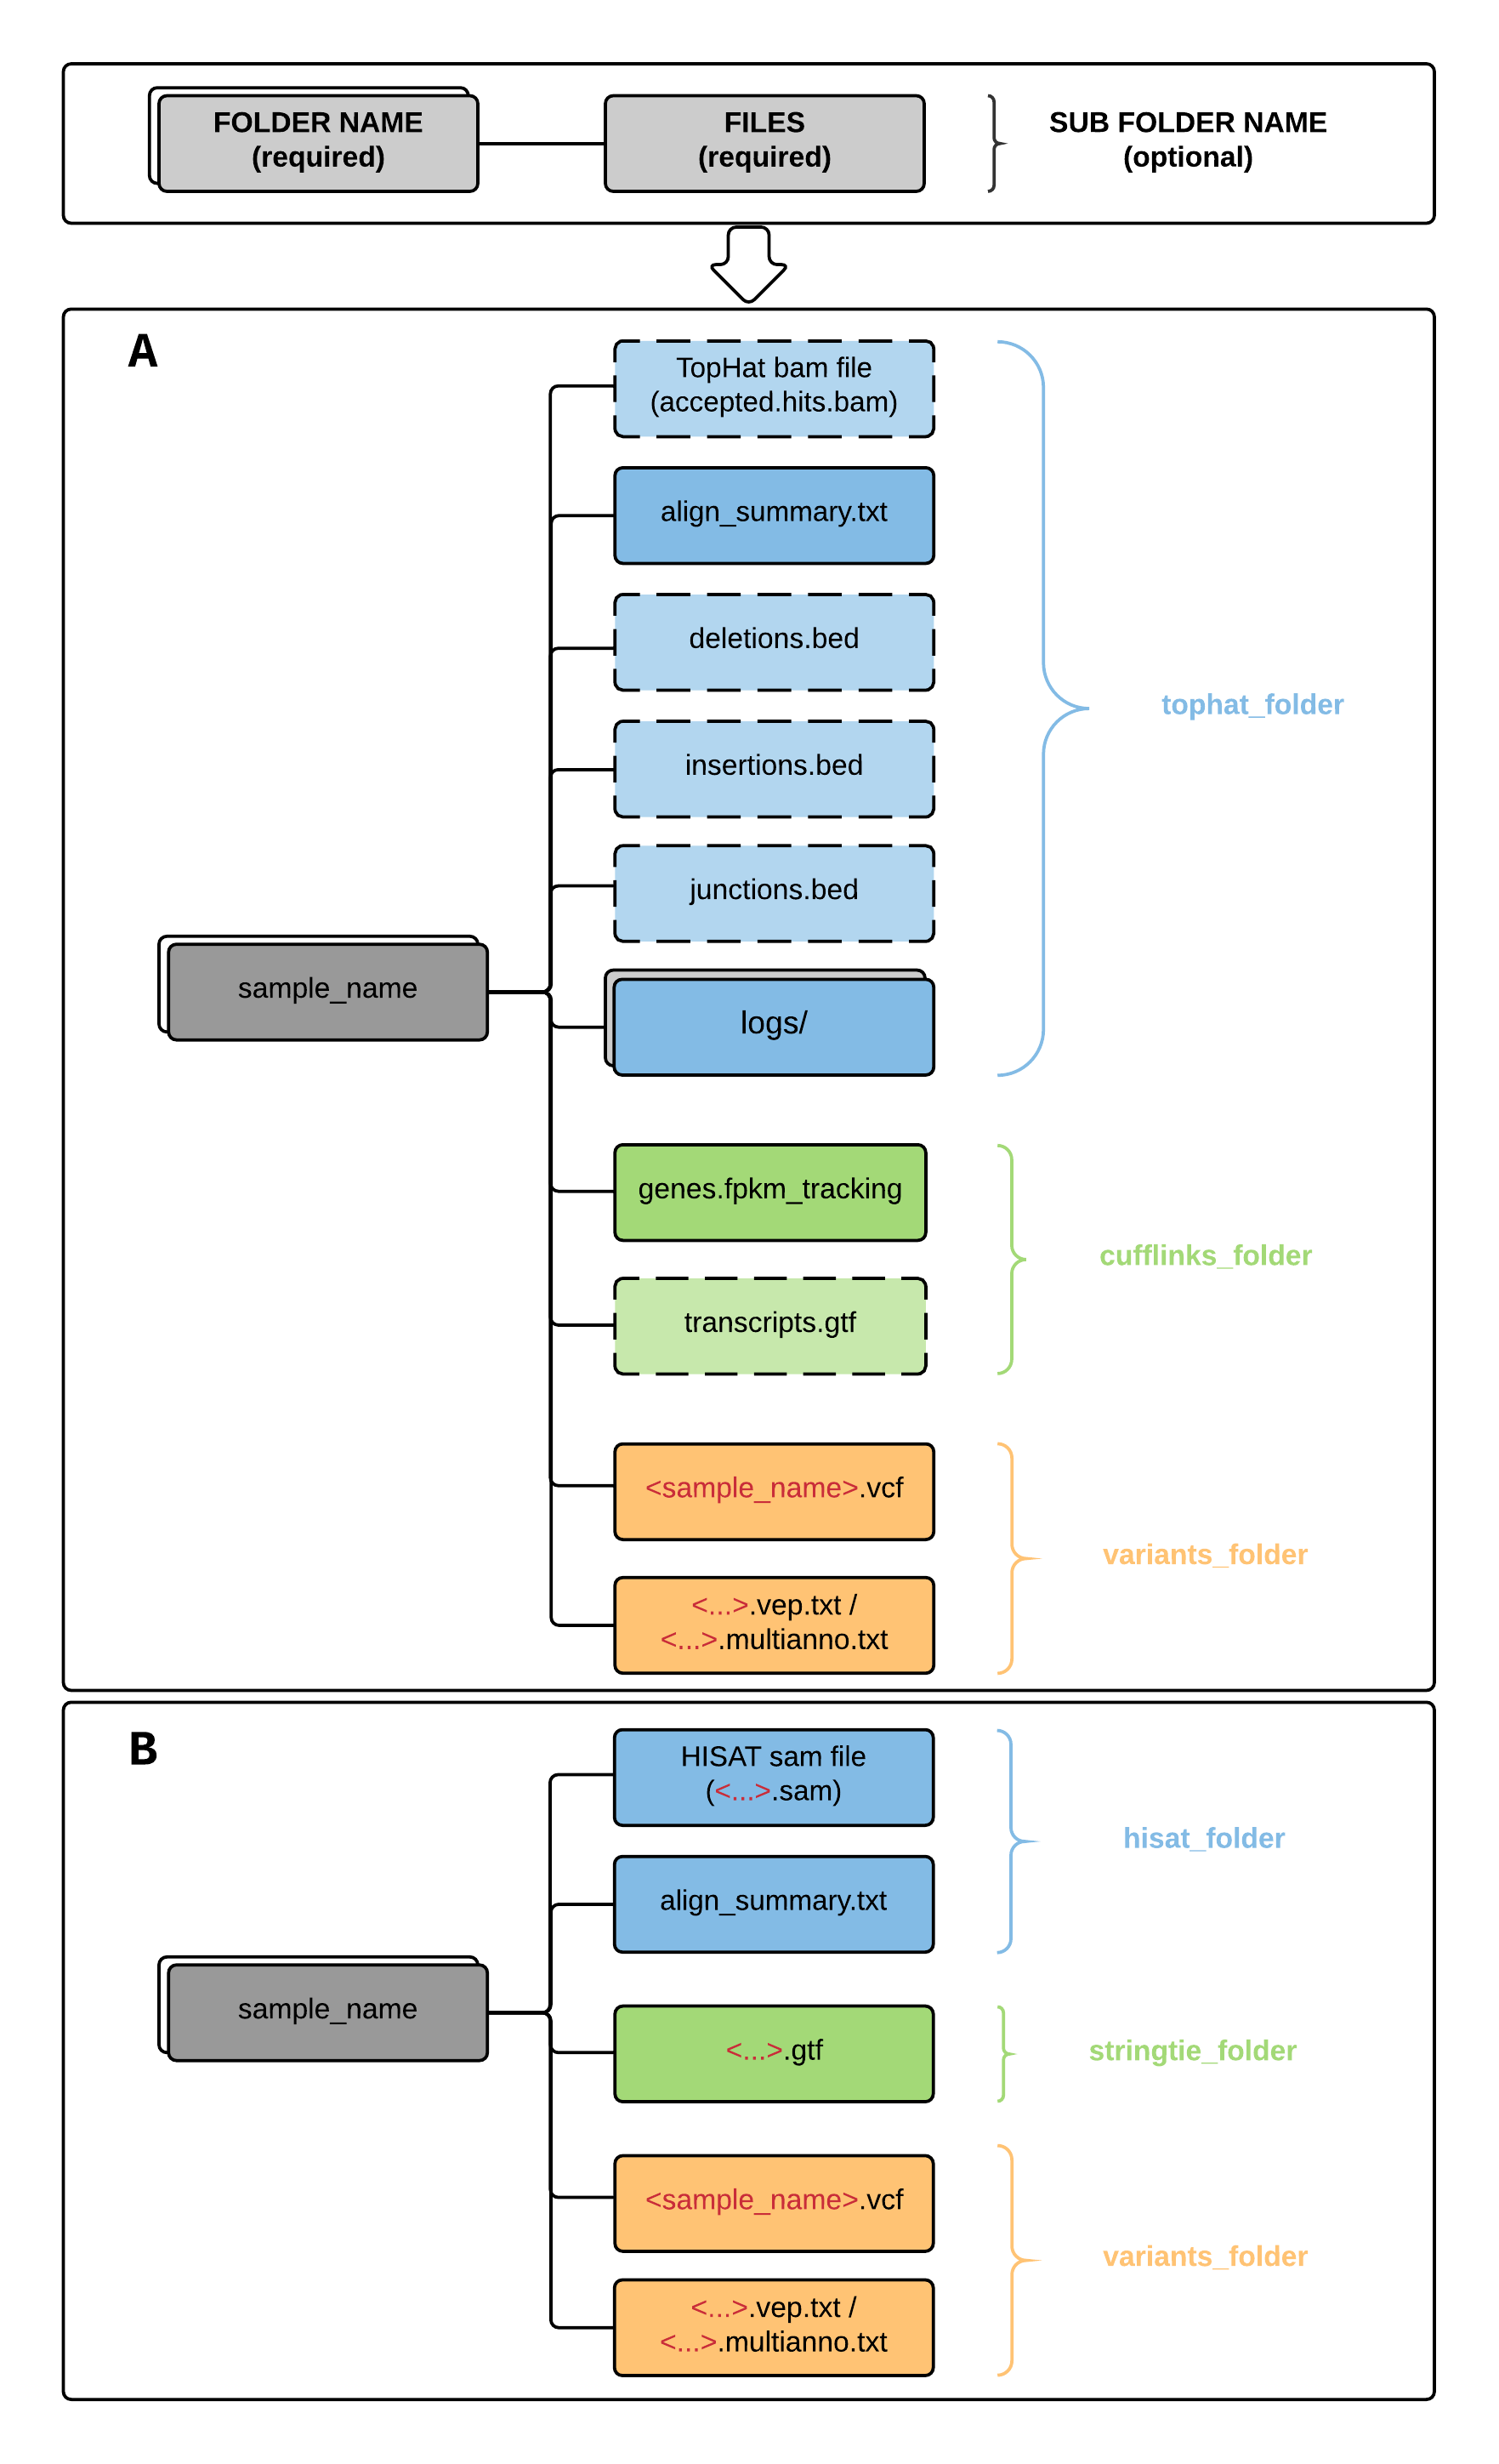 FOLDER NAME
(required)
FILES
(required)
SUB FOLDER NAME
(optional)
A
TopHat bam file
(accepted.hits.bam)
align_summary.txt
deletions.bed
insertions.bed
junctions.bed
logs/
tophat_folder
sample_name
genes.fpkm_tracking
transcripts.gtf
cufflinks_folder
<sample_name>.vcf
<...>.vep.txt /
<...>.multianno.txt
variants_folder
B
HISAT sam file
(<...>.sam)
align_summary.txt
hisat_folder
sample_name
<...>.gtf
stringtie_folder
<sample_name>.vcf
<...>.vep.txt /
<...>.multianno.txt
variants_folder